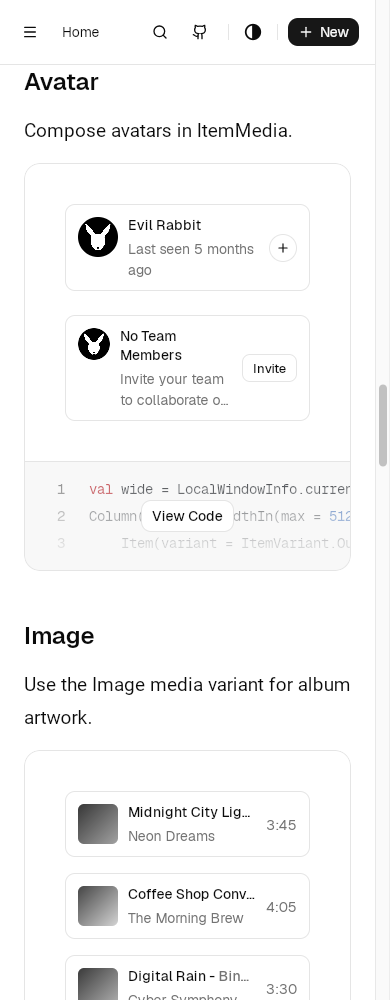 Home
New
Avatar
Compose avatars in ItemMedia.
Evil Rabbit
Last seen 5 months
ago
No Team
Members
Invite your team
to collaborate o…
Invite
1 val wide = LocalWindowInfo.curren
2 Column( dthIn(max = 512
View Code
3 Item(variant = ItemVariant.Ou
Image
Use the Image media variant for album
artwork.
Midnight City Lig…
Neon Dreams
3:45
Coffee Shop Conv…
The Morning Brew
4:05
Digital Rain - Bin…
Cyber Symphony
3:30